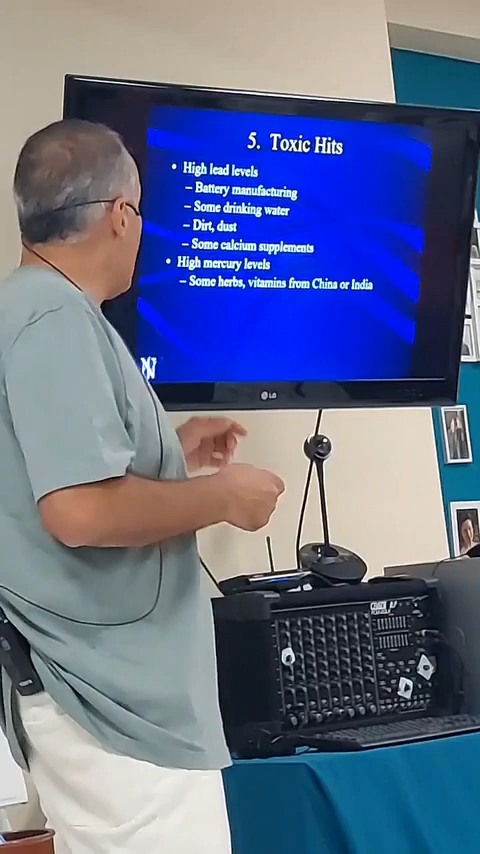 5. Toxic Hits
• High lead levels
– Battery manufacturing
– Some drinking water
– Dirt, dust
– Some calcium supplements
• High mercury levels
– Some herbs, vitamins from China or India
LG